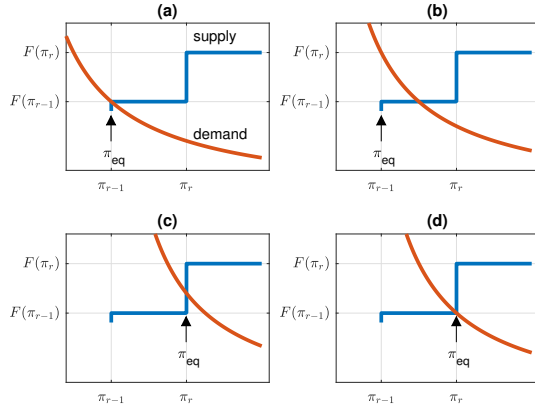 (a)
supply
F(π_r)
F(π_{r−1})
demand
π_eq
π_{r−1}
π_r
(b)
F(π_r)
F(π_{r−1})
π_eq
π_{r−1}
π_r
(c)
F(π_r)
F(π_{r−1})
π_eq
π_{r−1}
π_r
(d)
F(π_r)
F(π_{r−1})
π_eq
π_{r−1}
π_r